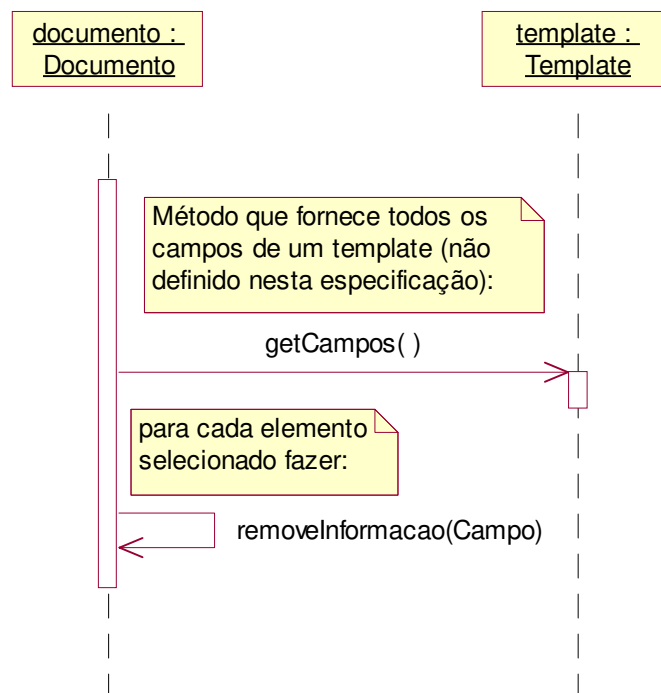 documento :
Documento
template :
Template
Método que fornece todos os
campos de um template (não
definido nesta especificação):
getCampos( )
para cada elemento
selecionado fazer:
removeInformacao(Campo)